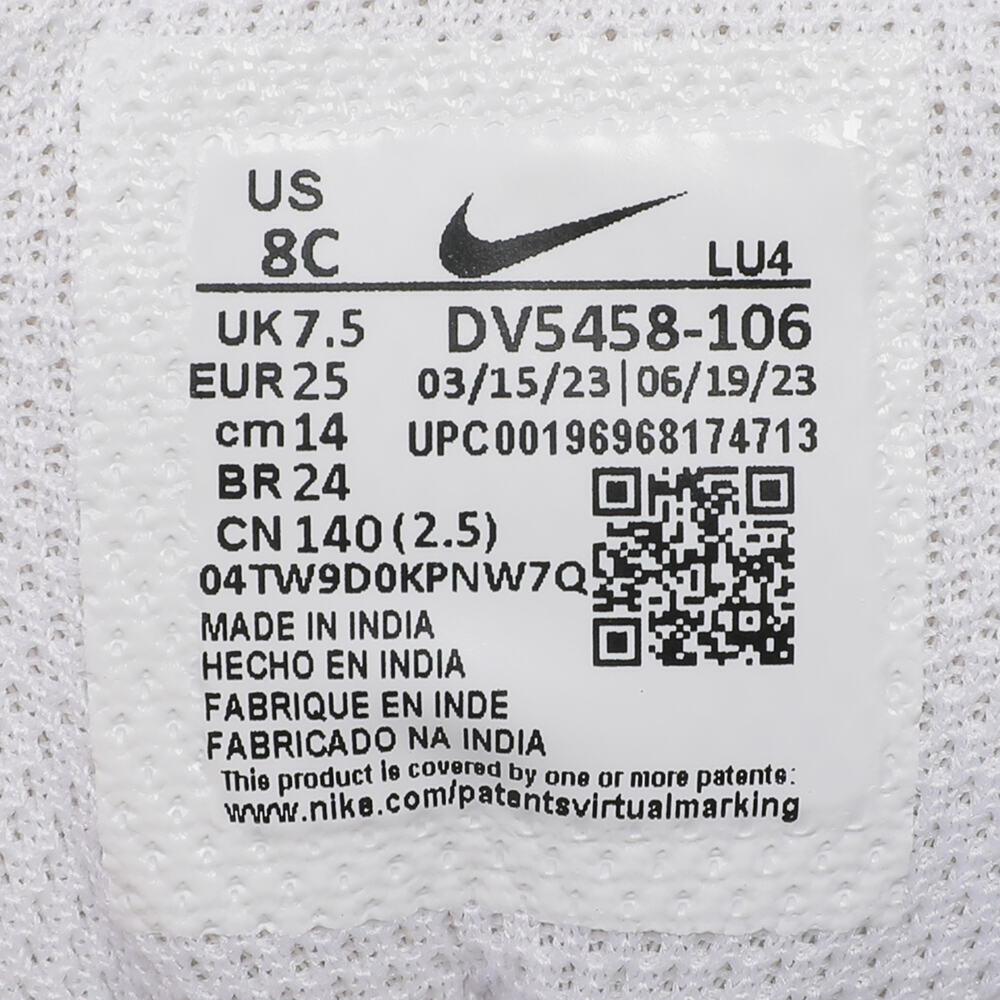 US
8C
LU4
UK 7.5
DV5458-106
EUR 25
03/15/23 | 06/19/23
cm 14
UPC00196968174713
BR 24
CN 140 (2.5)
04TW9D0KPNW7Q
MADE IN INDIA
HECHO EN INDIA
FABRIQUE EN INDE
FABRICADO NA INDIA
This product is covered by one or more patents:
www.nike.com/patentsvirtualmarking